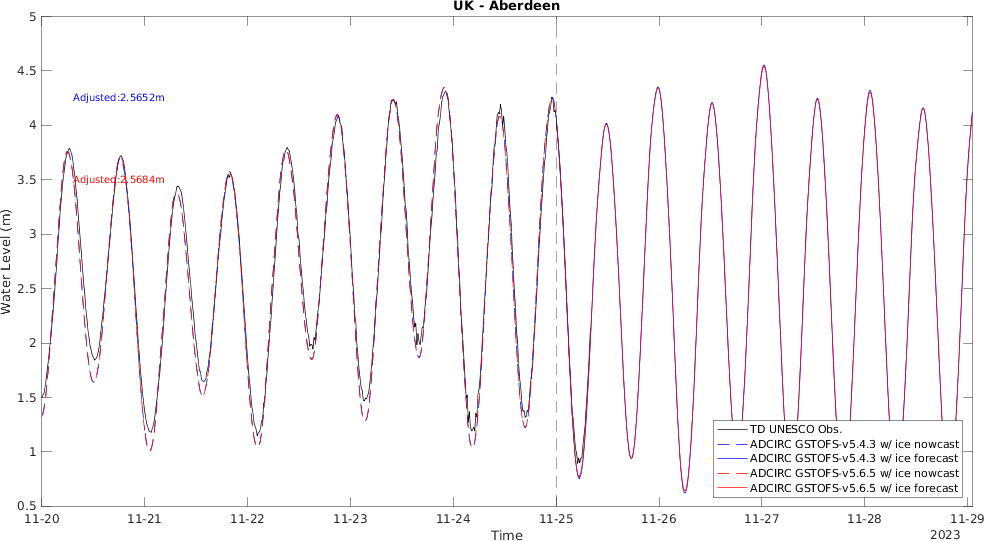 UK - Aberdeen
5
4.5
4
3.5
3
2.5
2
1.5
1
0.5
Water Level (m)
Adjusted:2.5652m
Adjusted:2.5684m
TD UNESCO Obs.
ADCIRC GSTOFS-v5.4.3 w/ ice nowcast
ADCIRC GSTOFS-v5.4.3 w/ ice forecast
ADCIRC GSTOFS-v5.6.5 w/ ice nowcast
ADCIRC GSTOFS-v5.6.5 w/ ice forecast
11-20 11-21 11-22 11-23 11-24 11-25 11-26 11-27 11-28 11-29
Time 2023